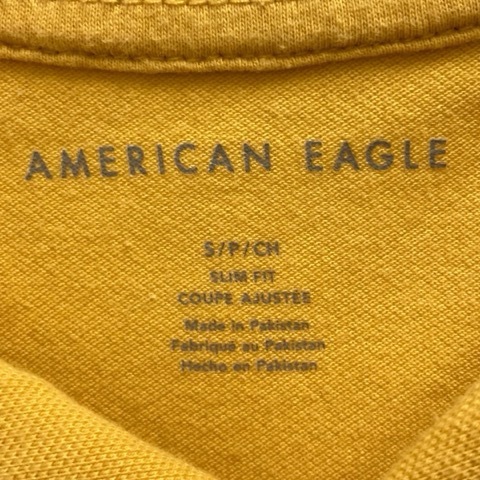 AMERICAN EAGLE
S/P/CH
SLIM FIT
COUPE AJUSTÉE
Made in Pakistan
Fabriqué au Pakistan
Hecho en Pakistan